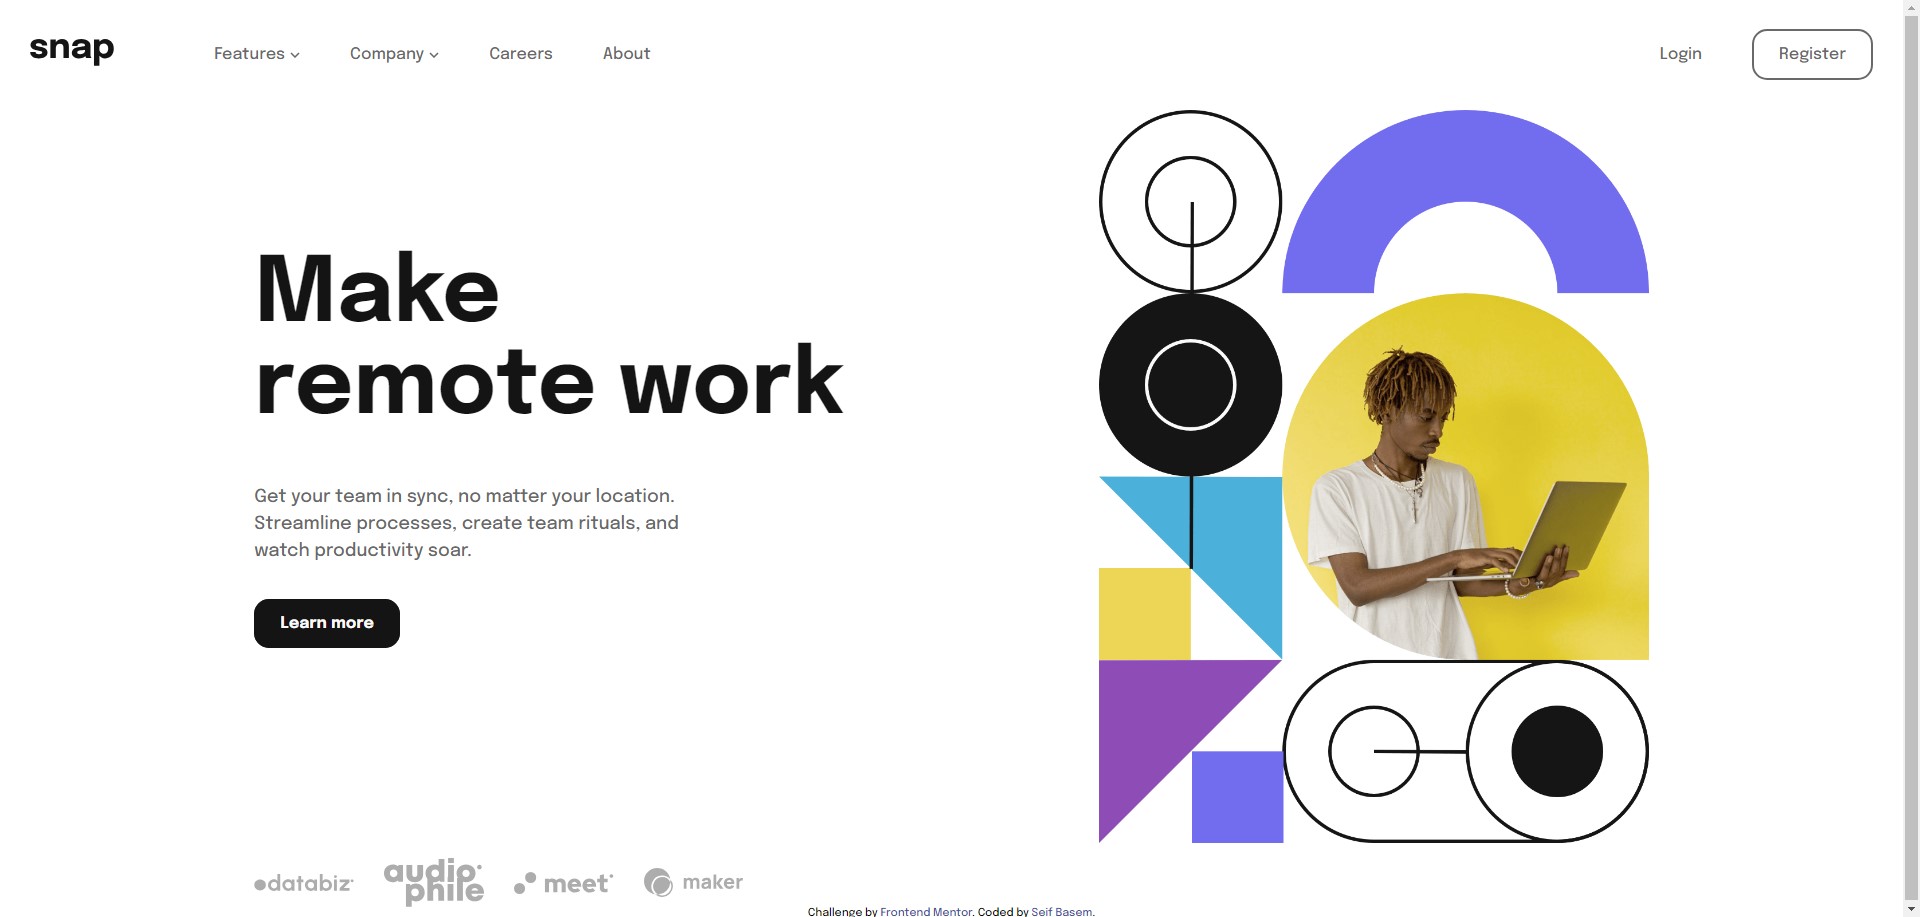 snap
Features
Company
Careers
About
Login
Register
Make
remote work
Get your team in sync, no matter your location.
Streamline processes, create team rituals, and
watch productivity soar.
Learn more
databiz
audio
phile
meet
maker
Challenge by Frontend Mentor. Coded by Seif Basem.